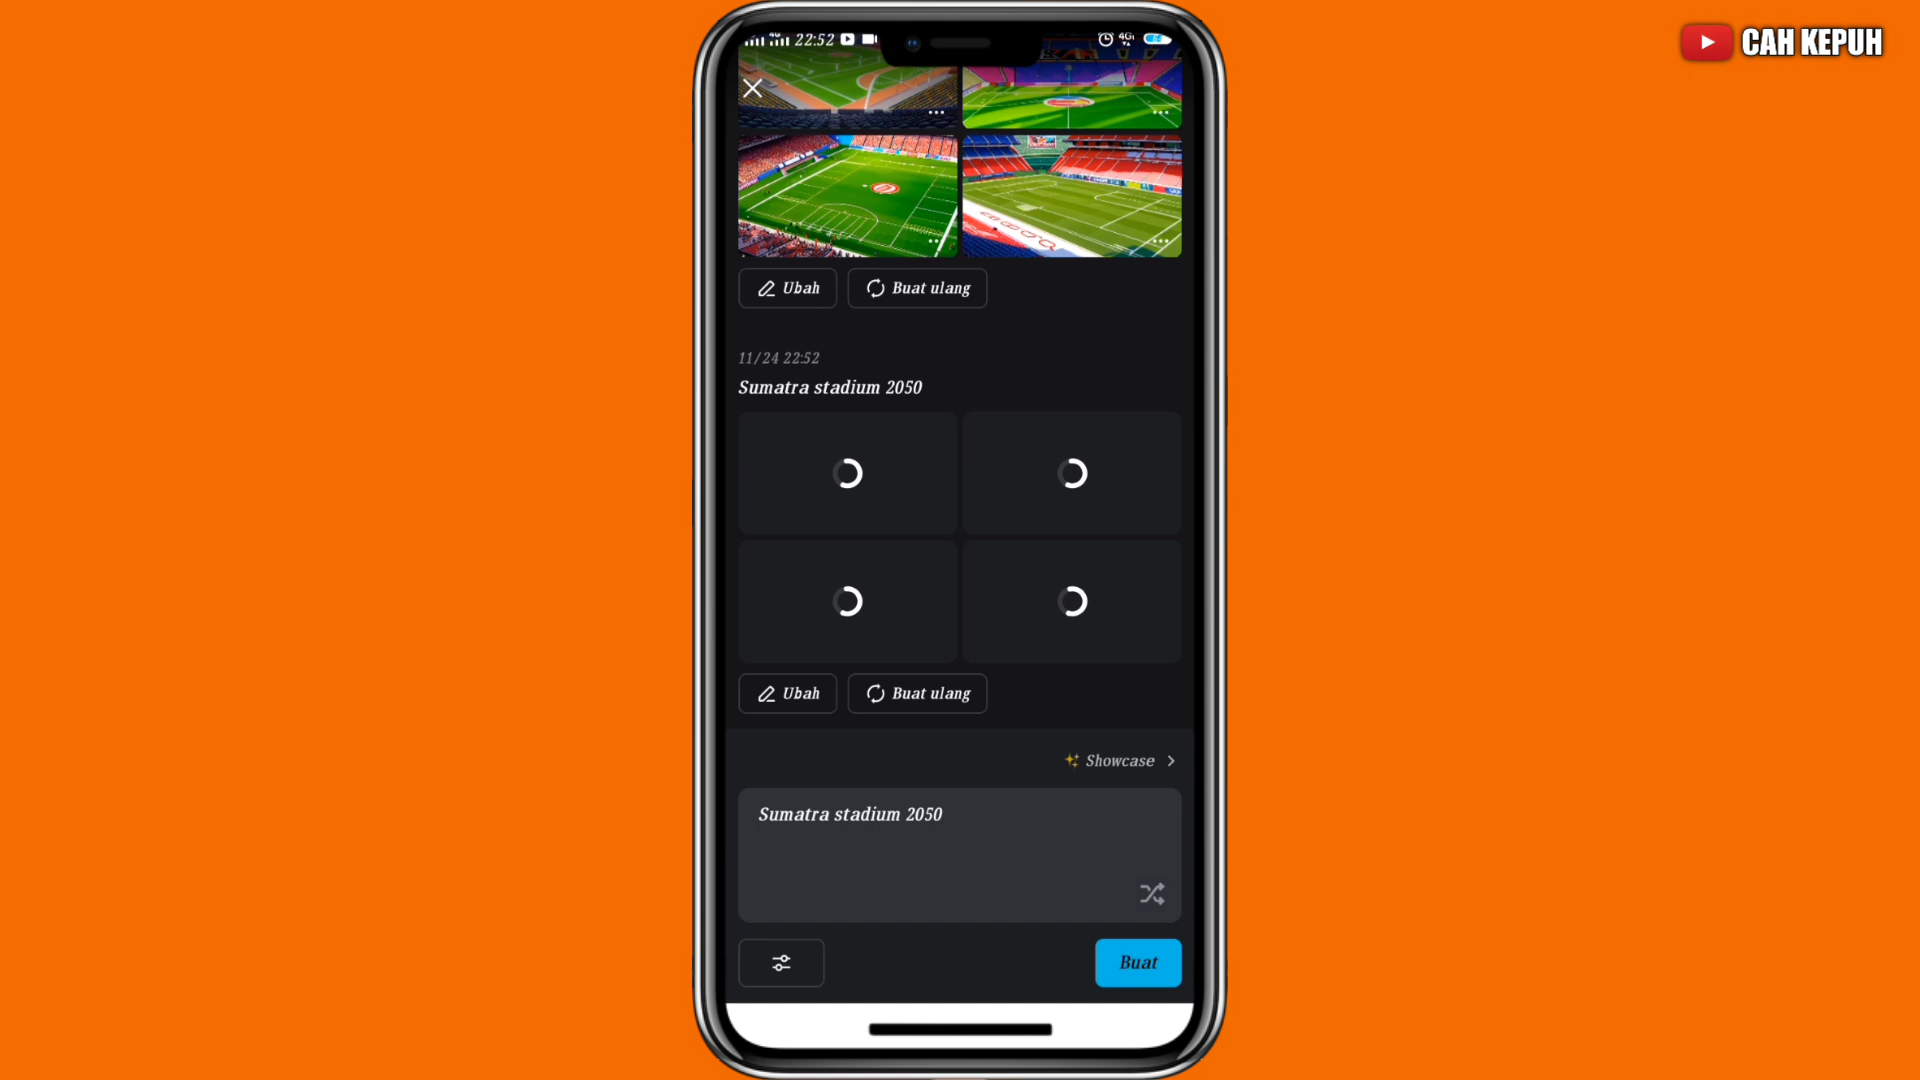 22:52
4G
CAH KEPUH
Ubah
Buat ulang
11/24 22:52
Sumatra stadium 2050
Ubah
Buat ulang
Showcase
Sumatra stadium 2050
Buat